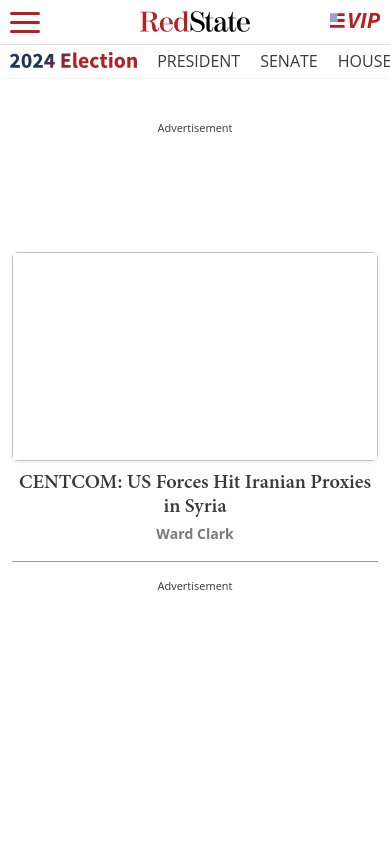 RedState
VIP
2024 Election PRESIDENT SENATE HOUSE
Advertisement
CENTCOM: US Forces Hit Iranian Proxies
in Syria
Ward Clark
Advertisement